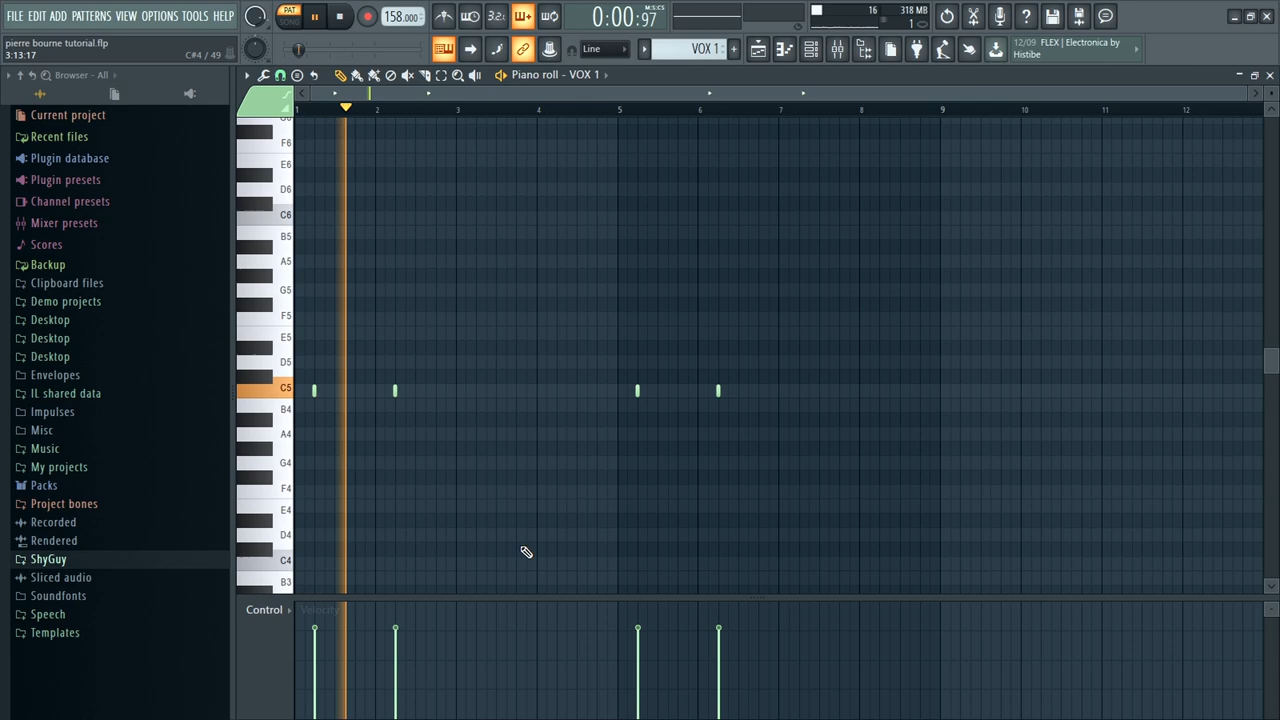 FILE EDIT ADD PATTERNS VIEW OPTIONS TOOLS HELP
PAT
SONG
158.000
3.2.
0:00:97
M:S:CS
16
318 MB
1
pierre bourne tutorial.flp
3:13:17
C#4 / 49
Line
VOX 1
12/09 FLEX | Electronica by
Histibe
Browser - All
Piano roll - VOX 1
1 2 3 4 5 6 7 8 9 10 11 12
Current project
Recent files
Plugin database
Plugin presets
Channel presets
Mixer presets
Scores
Backup
Clipboard files
Demo projects
Desktop
Desktop
Desktop
Envelopes
IL shared data
Impulses
Misc
Music
My projects
Packs
Project bones
Recorded
Rendered
ShyGuy
Sliced audio
Soundfonts
Speech
Templates
F6
E6
D6
C6
B5
A5
G5
F5
E5
D5
C5
B4
A4
G4
F4
E4
D4
C4
B3
Control
Velocity